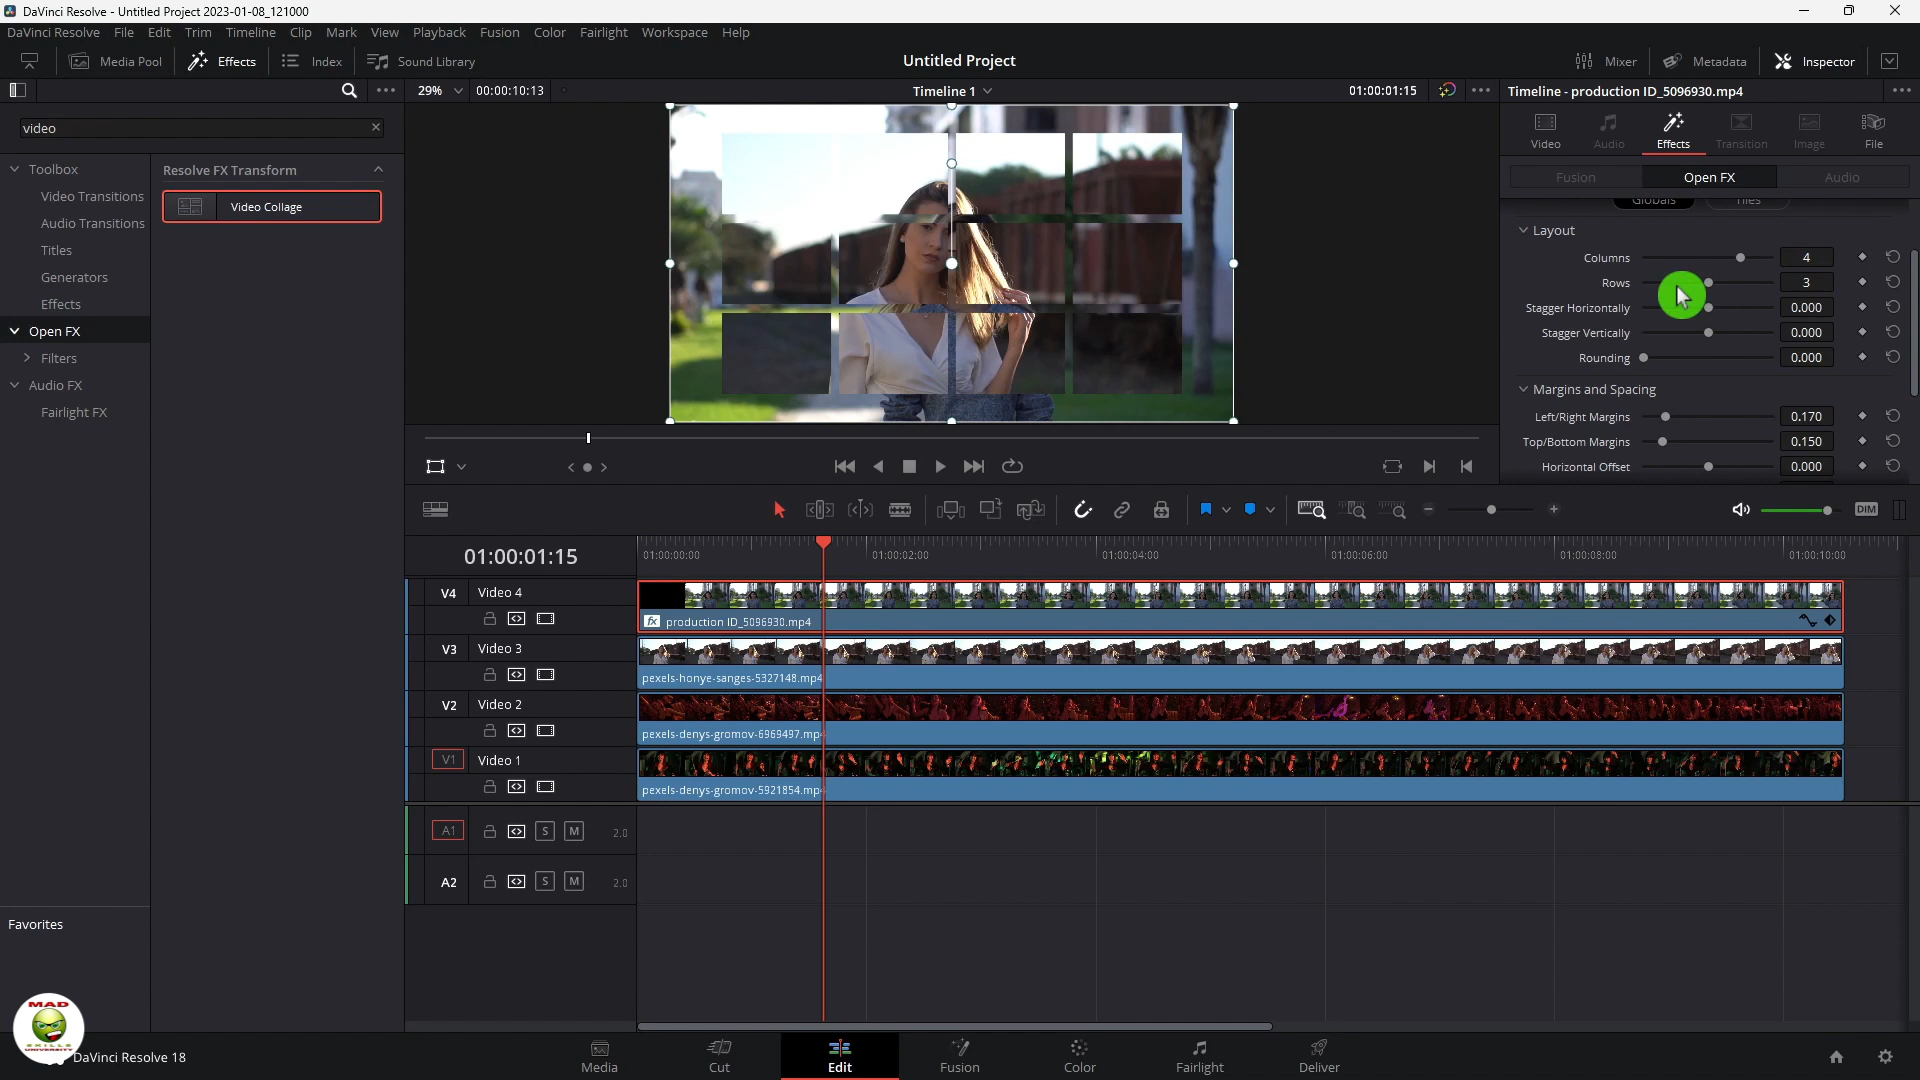 DaVinci Resolve - Untitled Project 2023-01-08_121000
DaVinci Resolve File Edit Trim Timeline Clip Mark View Playback Fusion Color Fairlight Workspace Help
Media Pool Effects Index Sound Library Untitled Project Mixer Metadata Inspector
29% 00:00:10:13 Timeline 1 01:00:01:15 Timeline - production ID_5096930.mp4
video
Video Audio Effects Transition Image File
Fusion Open FX Audio
Globals Tiles
Toolbox
Video Transitions
Audio Transitions
Titles
Generators
Effects
Open FX
Filters
Audio FX
Fairlight FX
Favorites
Resolve FX Transform
Video Collage
Layout
Columns 4
Rows 3
Stagger Horizontally 0.000
Stagger Vertically 0.000
Rounding 0.000
Margins and Spacing
Left/Right Margins 0.170
Top/Bottom Margins 0.150
Horizontal Offset 0.000
DIM
01:00:01:15 01:00:00:00 01:00:02:00 01:00:04:00 01:00:06:00 01:00:08:00 01:00:10:00
V4 Video 4
fx production ID_5096930.mp4
V3 Video 3
pexels-honye-sanges-5327148.mp4
V2 Video 2
pexels-denys-gromov-6969497.mp4
V1 Video 1
pexels-denys-gromov-5921854.mp4
A1 S M 2.0
A2 S M 2.0
MAD
SKILLS
UNIVERSITY
DaVinci Resolve 18
Media Cut Edit Fusion Color Fairlight Deliver